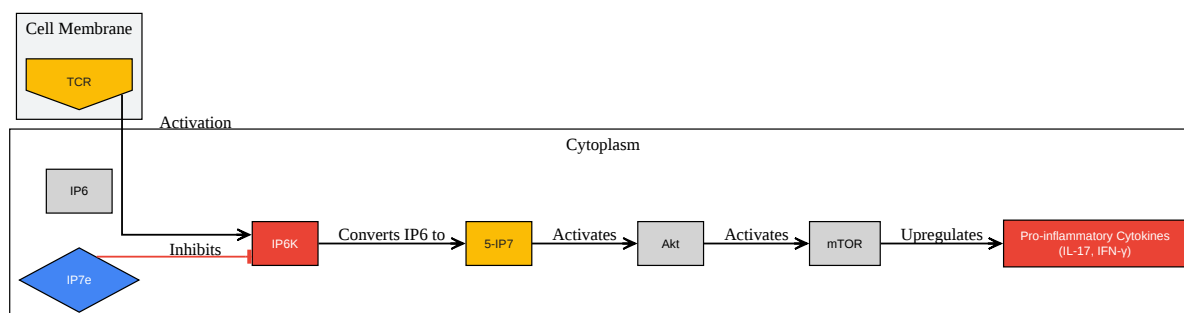 Cell Membrane
TCR
Activation
Cytoplasm
IP6
IP7e
Inhibits
IP6K
Converts IP6 to
5-IP7
Activates
Akt
Activates
mTOR
Upregulates
Pro-inflammatory Cytokines
(IL-17, IFN-γ)